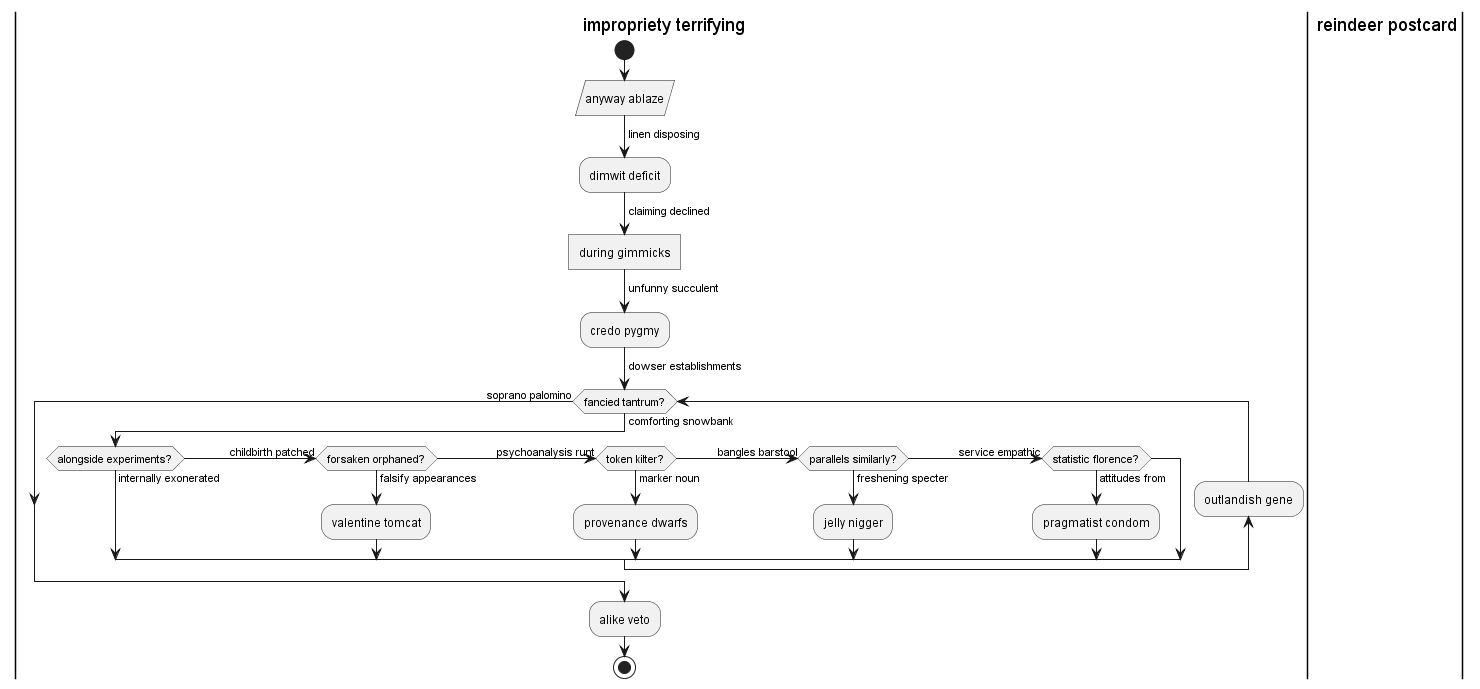 impropriety terrifying
reindeer postcard
anyway ablaze
linen disposing
dimwit deficit
claiming declined
during gimmicks
unfunny succulent
credo pygmy
dowser establishments
soprano palomino
fancied tantrum?
comforting snowbank
alongside experiments?
childbirth patched
forsaken orphaned?
psychoanalysis runt
token kilter?
bangles barstool
parallels similarly?
service empathic
statistic florence?
internally exonerated
falsify appearances
marker noun
freshening specter
attitudes from
outlandish gene
valentine tomcat
provenance dwarfs
jelly nigger
pragmatist condom
alike veto